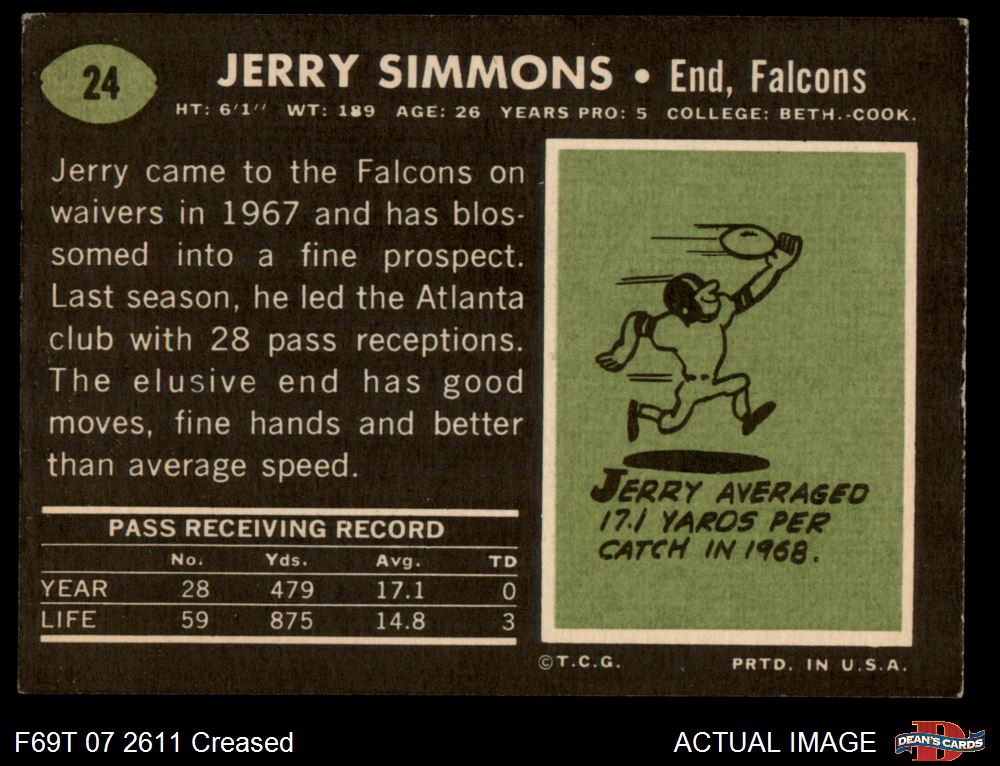 24
JERRY SIMMONS • End, Falcons
HT: 6'1'' WT: 189 AGE: 26 YEARS PRO: 5 COLLEGE: BETH.-COOK.
Jerry came to the Falcons on
waivers in 1967 and has blos-
somed into a fine prospect.
Last season, he led the Atlanta
club with 28 pass receptions.
The elusive end has good
moves, fine hands and better
than average speed.
PASS RECEIVING RECORD
No. Yds. Avg. TD
YEAR 28 479 17.1 0
LIFE 59 875 14.8 3
JERRY AVERAGED
17.1 YARDS PER
CATCH IN 1968.
©T.C.G. PRTD. IN U.S.A.
F69T 07 2611 Creased
ACTUAL IMAGE
D
DEAN'S CARDS